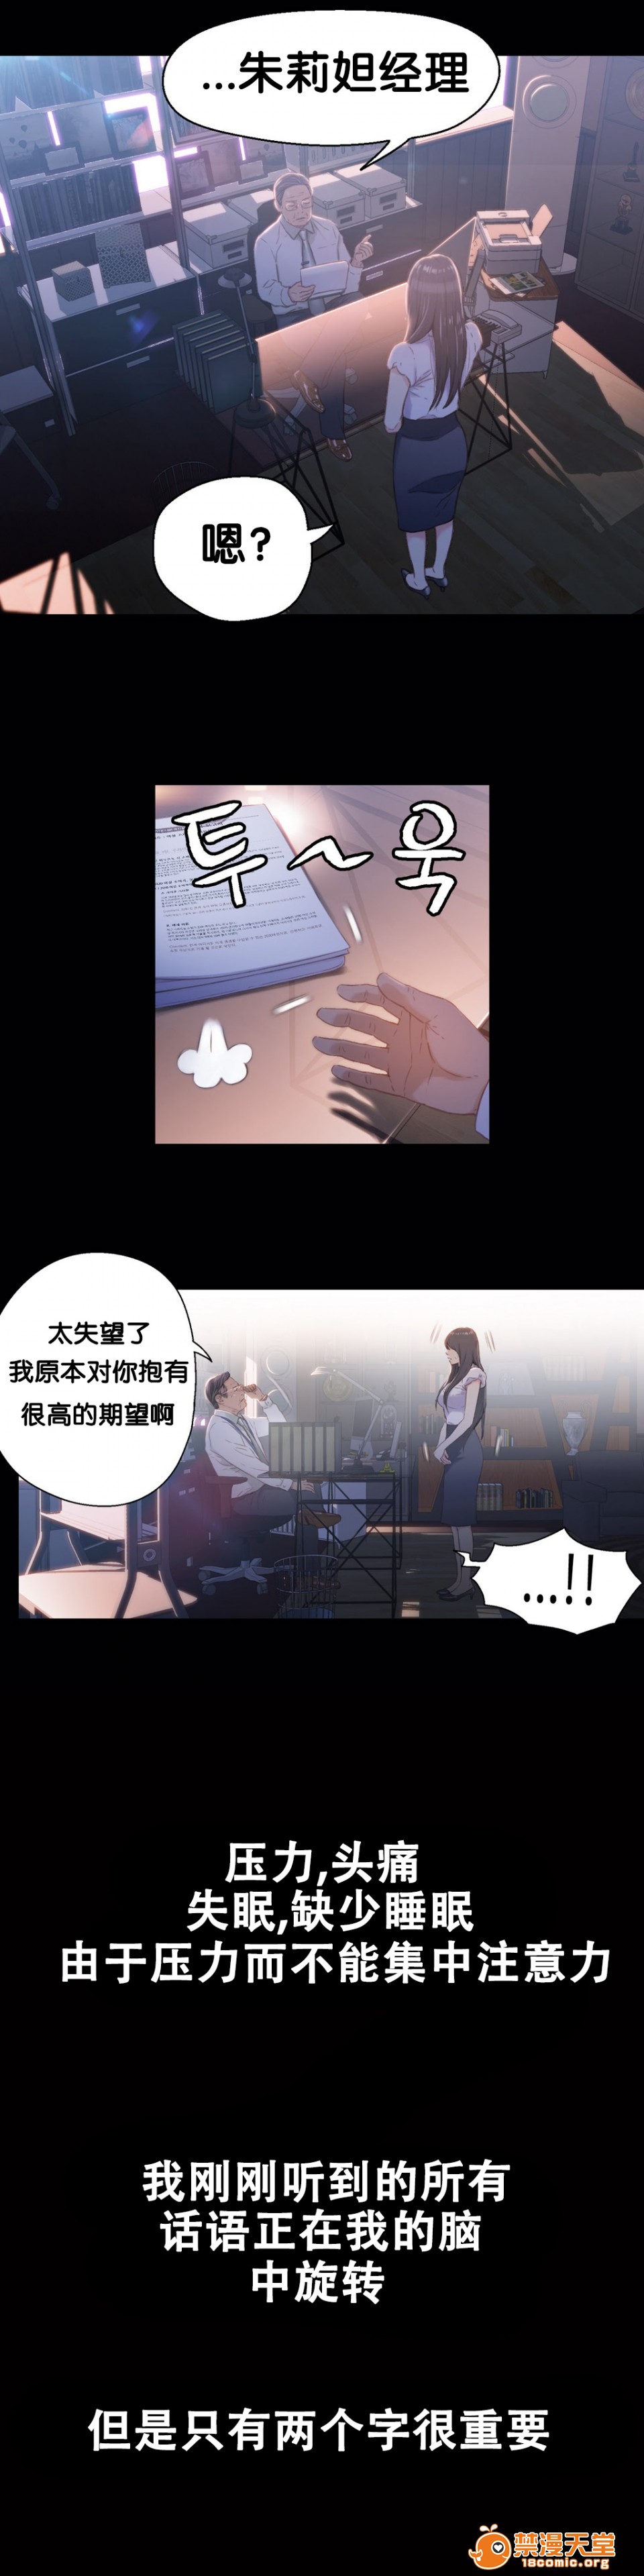 ...朱莉妲经理
嗯?
투~욱
太失望了
我原本对你抱有
很高的期望啊
...!!
压力,头痛
失眠,缺少睡眠
由于压力而不能集中注意力
我刚刚听到的所有
话语正在我的脑
中旋转
但是只有两个字很重要
禁漫天堂
18comic.org